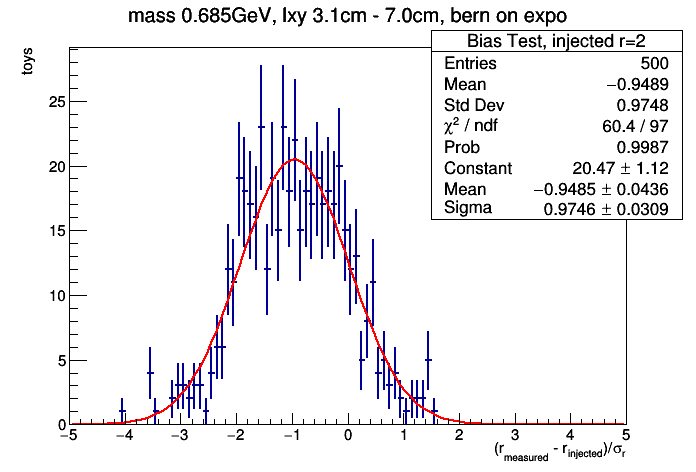 mass 0.685GeV, lxy 3.1cm - 7.0cm, bern on expo
Bias Test, injected r=2
Entries 500
Mean −0.9489
Std Dev 0.9748
χ² / ndf 60.4 / 97
Prob 0.9987
Constant 20.47 ± 1.12
Mean −0.9485 ± 0.0436
Sigma 0.9746 ± 0.0309
toys
25
20
15
10
5
0
−5 −4 −3 −2 −1 0 1 2 3 4 5
(r_measured - r_injected)/σ_r